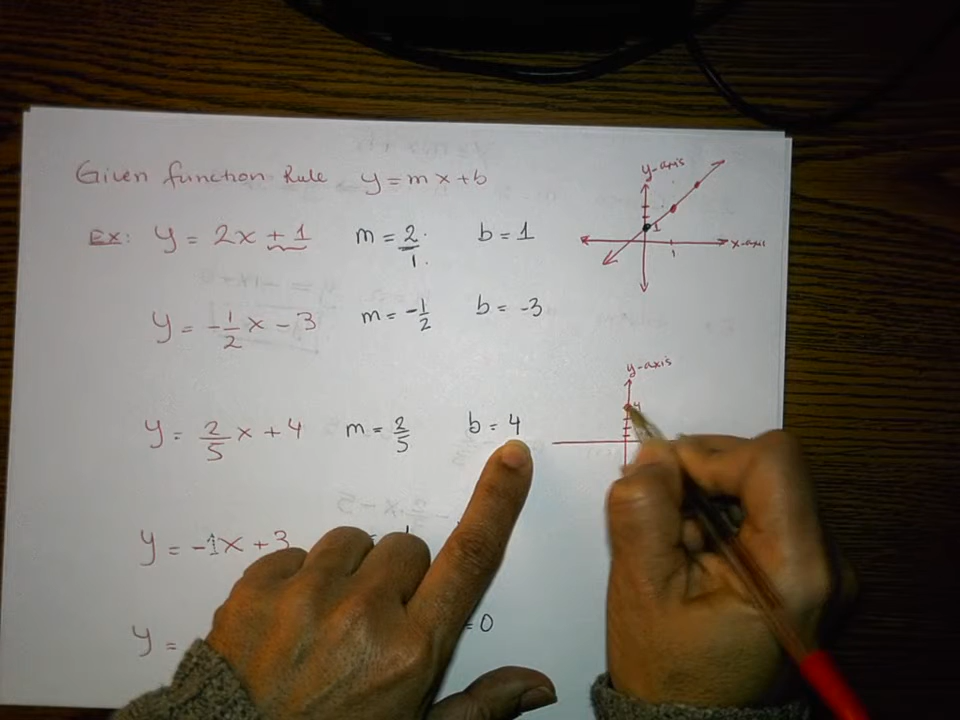 Given function Rule y = mx + b
Ex: y = 2x + 1 m = 2/1 b = 1
y = -1/2 x - 3 m = -1/2 b = -3
y = 2/5 x + 4 m = 2/5 b = 4
y = -1x + 3
y = = 0
y-axis
1
x-axis
1
y-axis
4